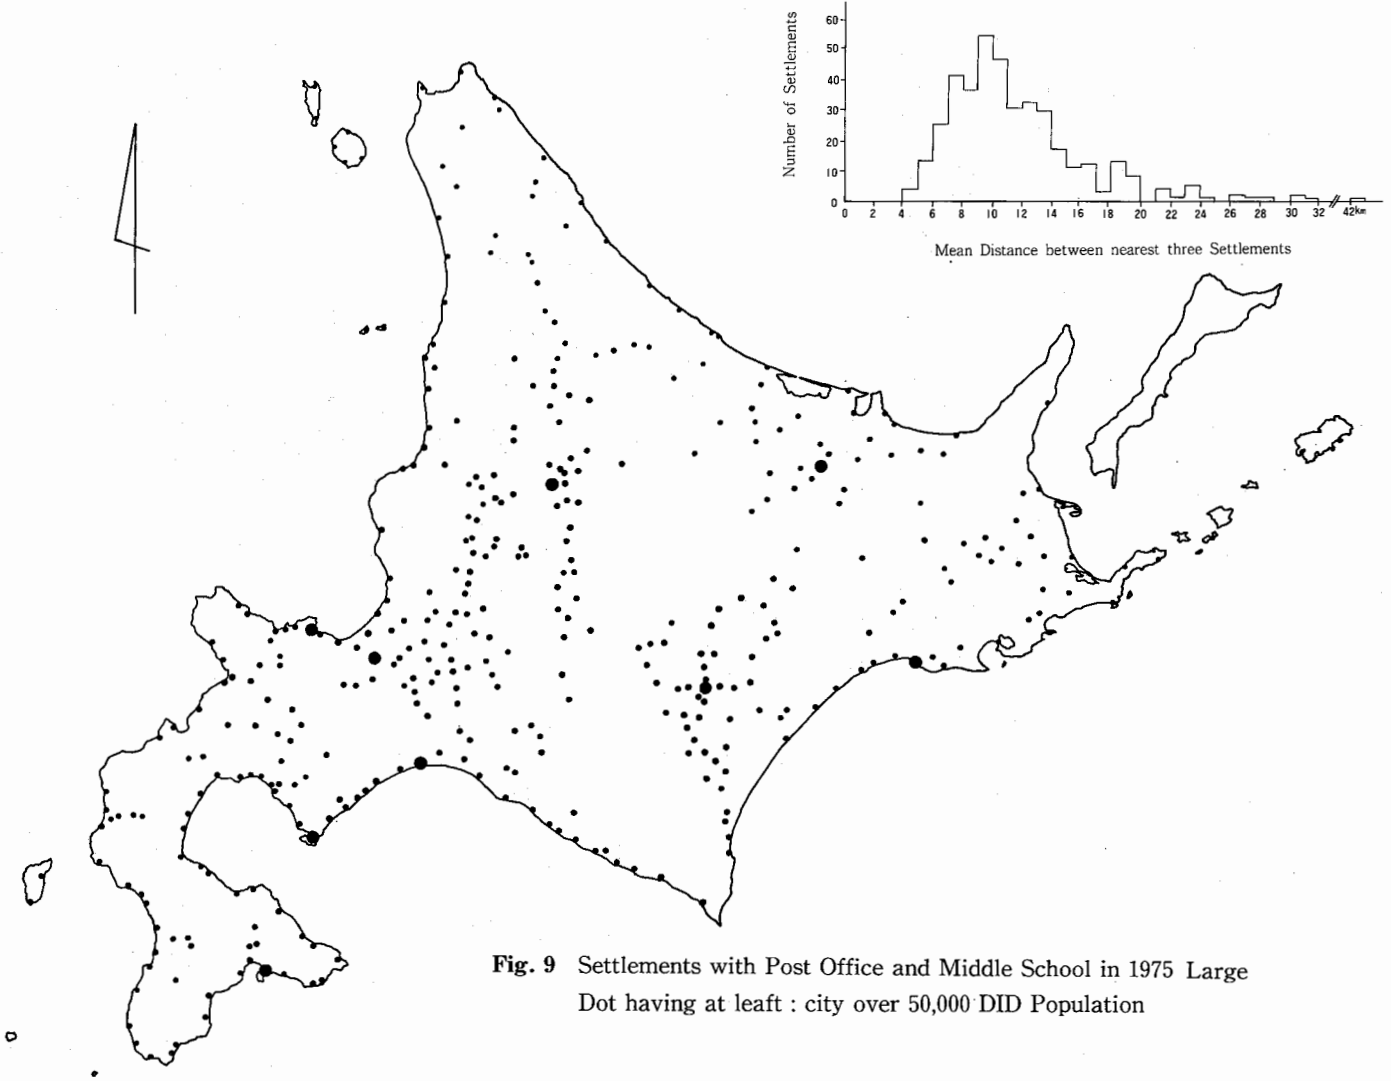 Number of Settlements
60
50
40
30
20
10
0
0 2 4 6 8 10 12 14 16 18 20 22 24 26 28 30 32 42km
Mean Distance between nearest three Settlements
Fig. 9 Settlements with Post Office and Middle School in 1975 Large
Dot having at leaft : city over 50,000 DID Population